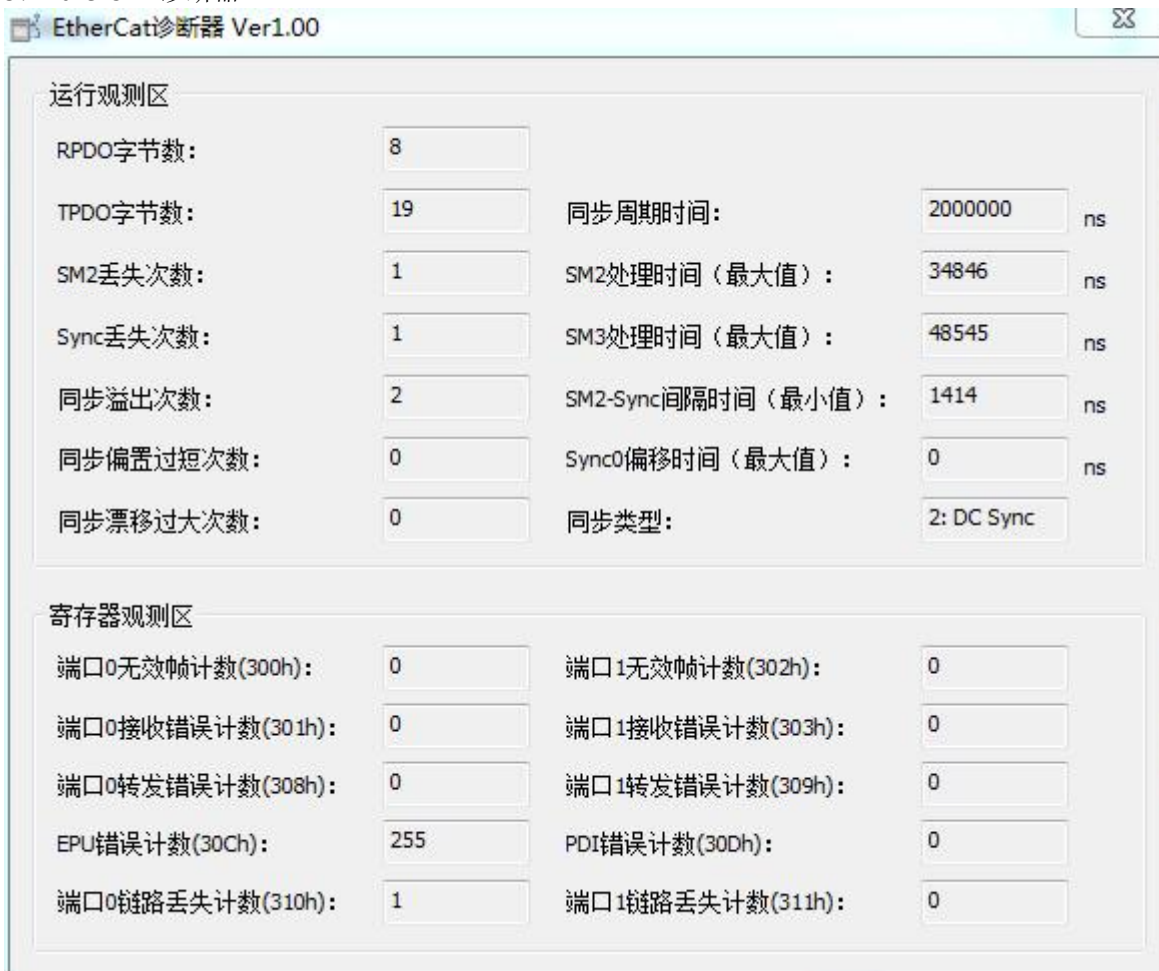 EtherCat诊断器 Ver1.00
运行观测区
RPDO字节数: 8
TPDO字节数: 19 同步周期时间: 2000000 ns
SM2丢失次数: 1 SM2处理时间（最大值）: 34846 ns
Sync丢失次数: 1 SM3处理时间（最大值）: 48545 ns
同步溢出次数: 2 SM2-Sync间隔时间（最小值）: 1414 ns
同步偏置过短次数: 0 Sync0偏移时间（最大值）: 0 ns
同步漂移过大次数: 0 同步类型: 2: DC Sync
寄存器观测区
端口0无效帧计数(300h): 0 端口1无效帧计数(302h): 0
端口0接收错误计数(301h): 0 端口1接收错误计数(303h): 0
端口0转发错误计数(308h): 0 端口1转发错误计数(309h): 0
EPU错误计数(30Ch): 255 PDI错误计数(30Dh): 0
端口0链路丢失计数(310h): 1 端口1链路丢失计数(311h): 0